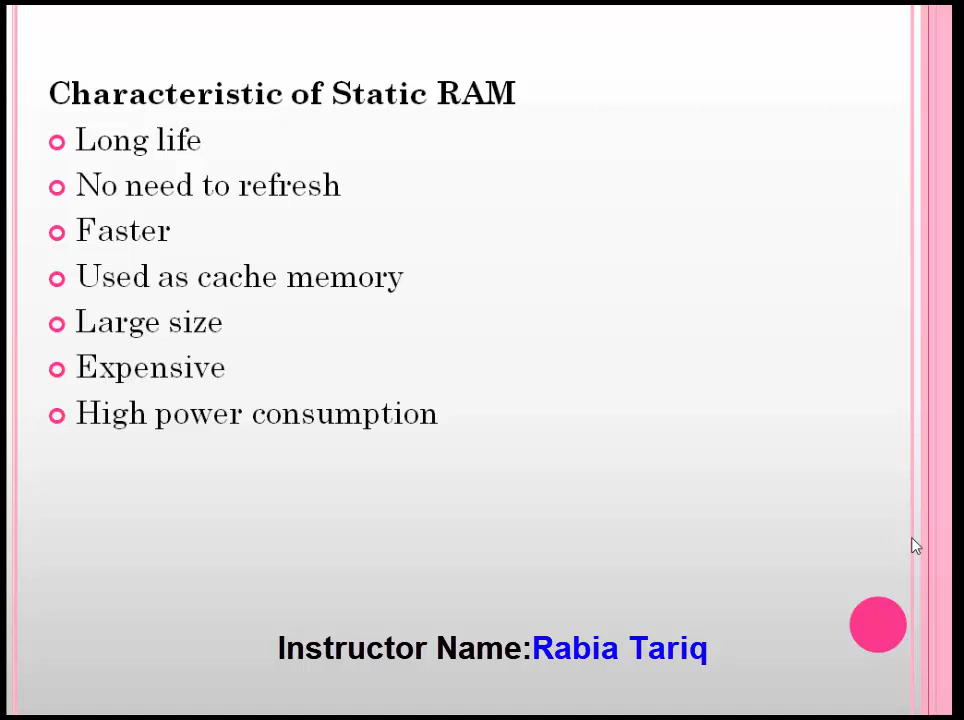 Characteristic of Static RAM
Long life
No need to refresh
Faster
Used as cache memory
Large size
Expensive
High power consumption
Instructor Name:Rabia Tariq